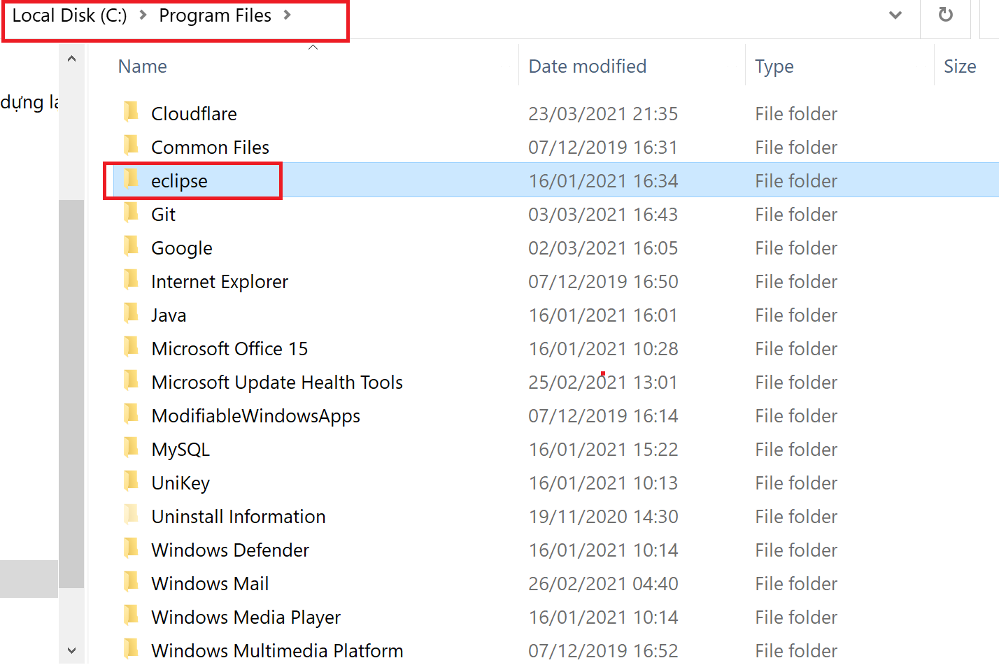 Local Disk (C:) > Program Files >
Name Date modified Type Size
dựng
Cloudflare 23/03/2021 21:35 File folder
Common Files 07/12/2019 16:31 File folder
eclipse 16/01/2021 16:34 File folder
Git 03/03/2021 16:43 File folder
Google 02/03/2021 16:05 File folder
Internet Explorer 07/12/2019 16:50 File folder
Java 16/01/2021 16:01 File folder
Microsoft Office 15 16/01/2021 10:28 File folder
Microsoft Update Health Tools 25/02/2021 13:01 File folder
ModifiableWindowsApps 07/12/2019 16:14 File folder
MySQL 16/01/2021 15:22 File folder
UniKey 16/01/2021 10:13 File folder
Uninstall Information 19/11/2020 14:30 File folder
Windows Defender 16/01/2021 10:14 File folder
Windows Mail 26/02/2021 04:40 File folder
Windows Media Player 16/01/2021 10:14 File folder
Windows Multimedia Platform 07/12/2019 16:52 File folder